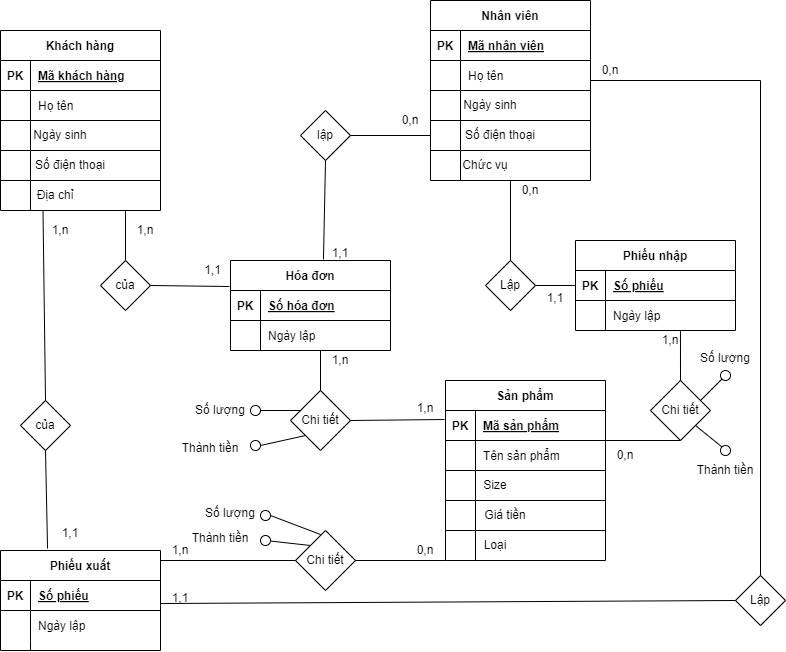 Nhân viên
PK Mã nhân viên
Họ tên
Ngày sinh
Số điện thoại
Chức vụ
Khách hàng
PK Mã khách hàng
Họ tên
Ngày sinh
Số điện thoại
Địa chỉ
0,n
0,n
lập
0,n
1,n
1,n
1,1
1,1
của
Hóa đơn
PK Số hóa đơn
Ngày lập
Lập
1,1
Phiếu nhập
PK Số phiếu
Ngày lập
1,n
1,n
Số lượng
Thành tiền
Chi tiết
1,n
Sản phẩm
PK Mã sản phẩm
Tên sản phẩm
Size
Giá tiền
Loại
Số lượng
Chi tiết
Thành tiền
0,n
của
1,1
Số lượng
Thành tiền
Chi tiết
1,n
0,n
Phiếu xuất
PK Số phiếu
Ngày lập
1,1
Lập